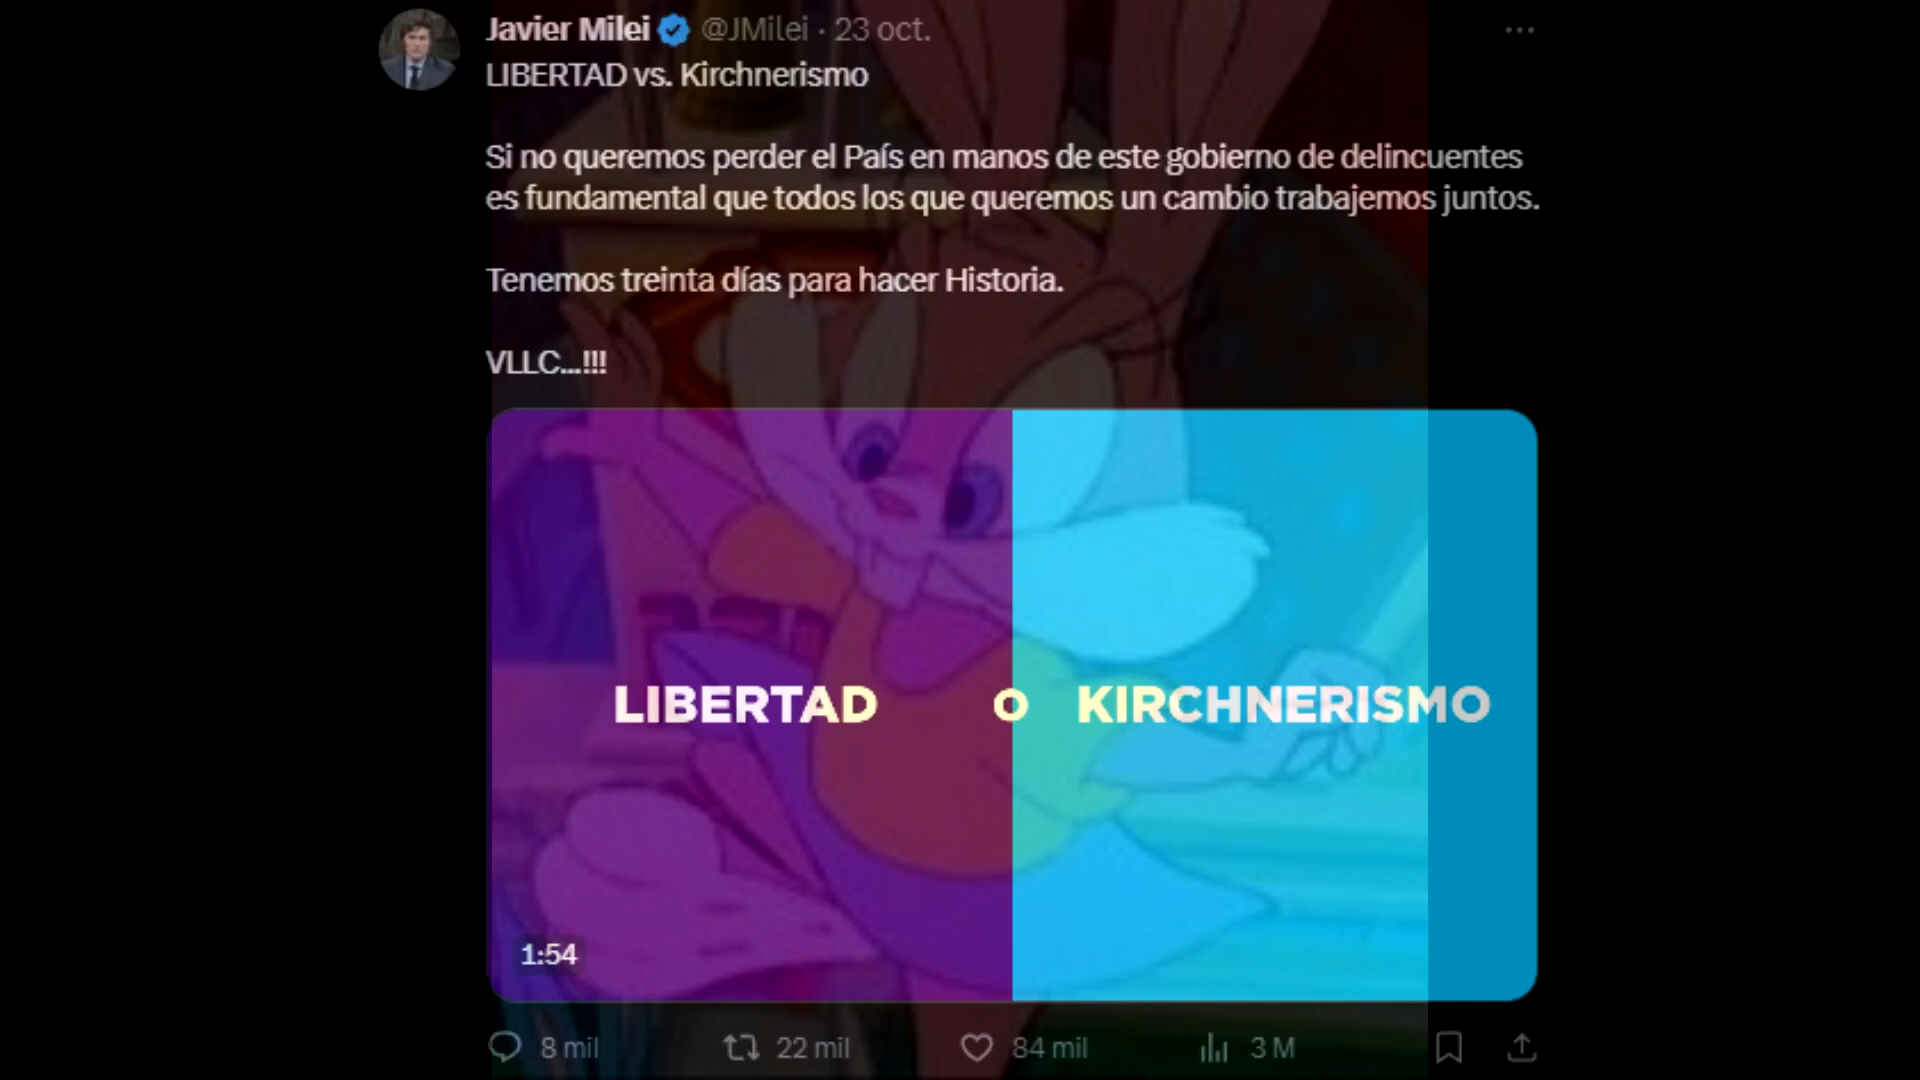 Javier Milei @JMilei · 23 oct.
LIBERTAD vs. Kirchnerismo
Si no queremos perder el País en manos de este gobierno de delincuentes
es fundamental que todos los que queremos un cambio trabajemos juntos.
Tenemos treinta días para hacer Historia.
VLLC...!!!
LIBERTAD O KIRCHNERISMO
1:54
8 mil 22 mil 84 mil 3 M